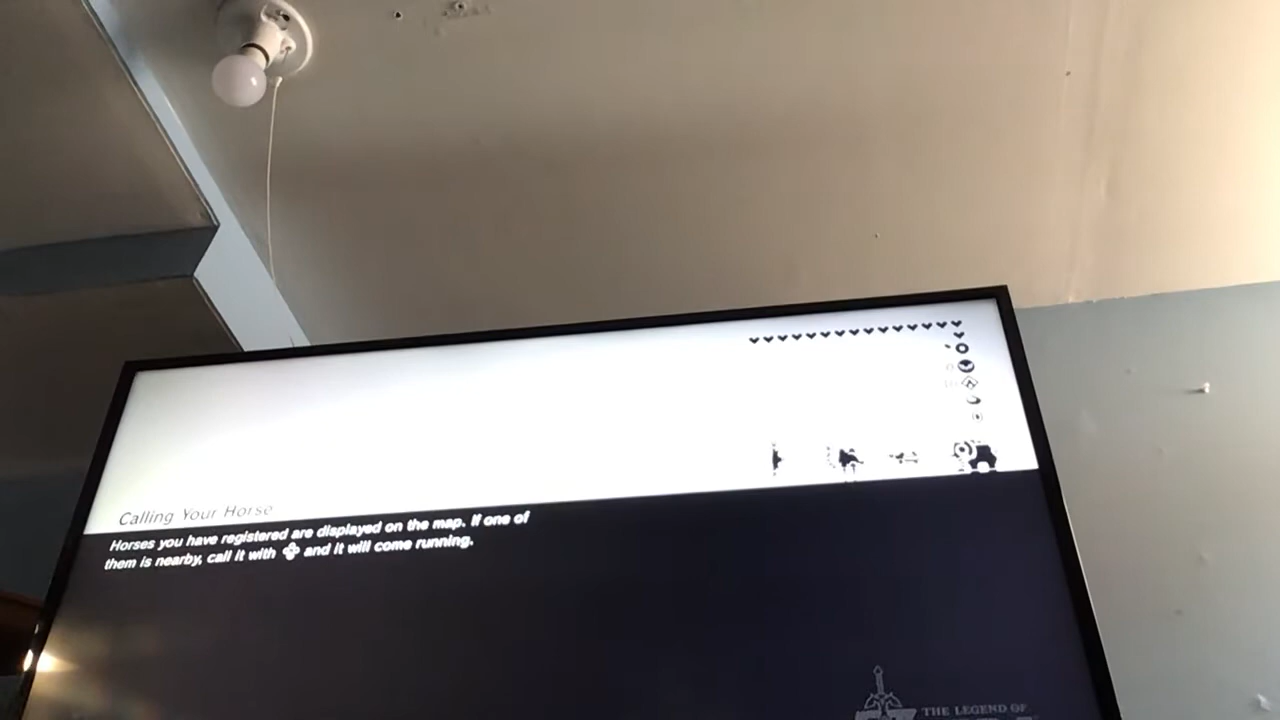 Calling Your Horse
Horses you have registered are displayed on the map. If one of
them is nearby, call it with and it will come running.
THE LEGEND OF